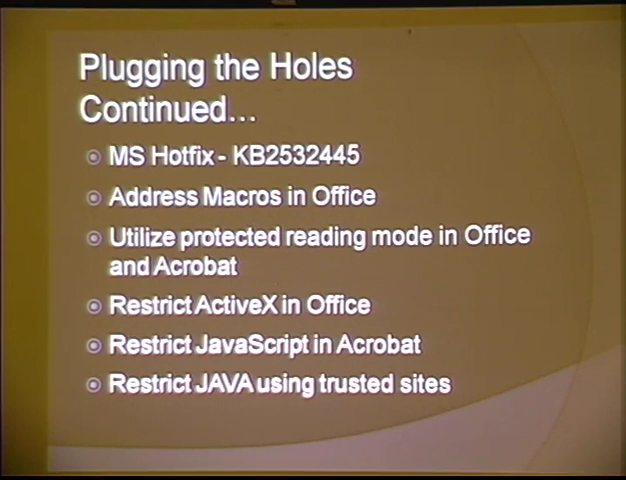 Plugging the Holes
Continued...
MS Hotfix - KB2532445
Address Macros in Office
Utilize protected reading mode in Office
and Acrobat
Restrict ActiveX in Office
Restrict JavaScript in Acrobat
Restrict JAVA using trusted sites